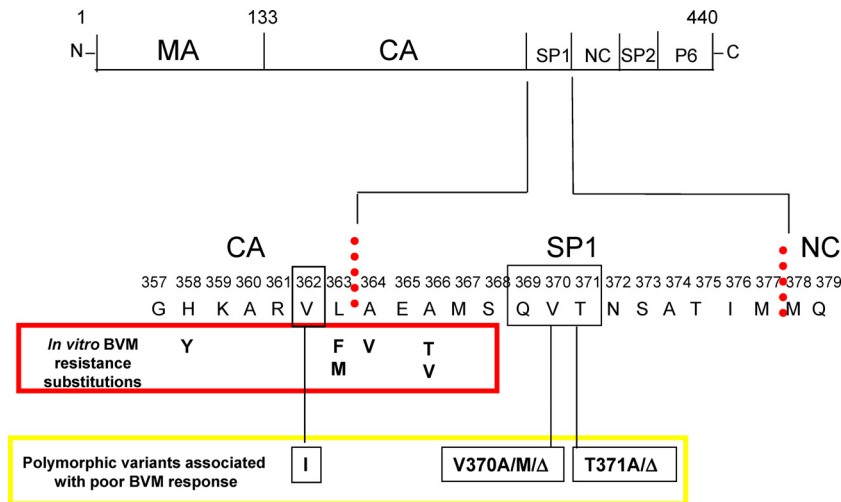 1 133 440
N MA CA SP1 NC SP2 P6 C
CA SP1 NC
357 358 359 360 361 362 363 364 365 366 367 368 369 370 371 372 373 374 375 376 377 378 379
G H K A R V L A E A M S Q V T N S A T I M M Q
In vitro BVM Y F V T
resistance M V
substitutions
Polymorphic variants associated I V370A/M/Δ T371A/Δ
with poor BVM response